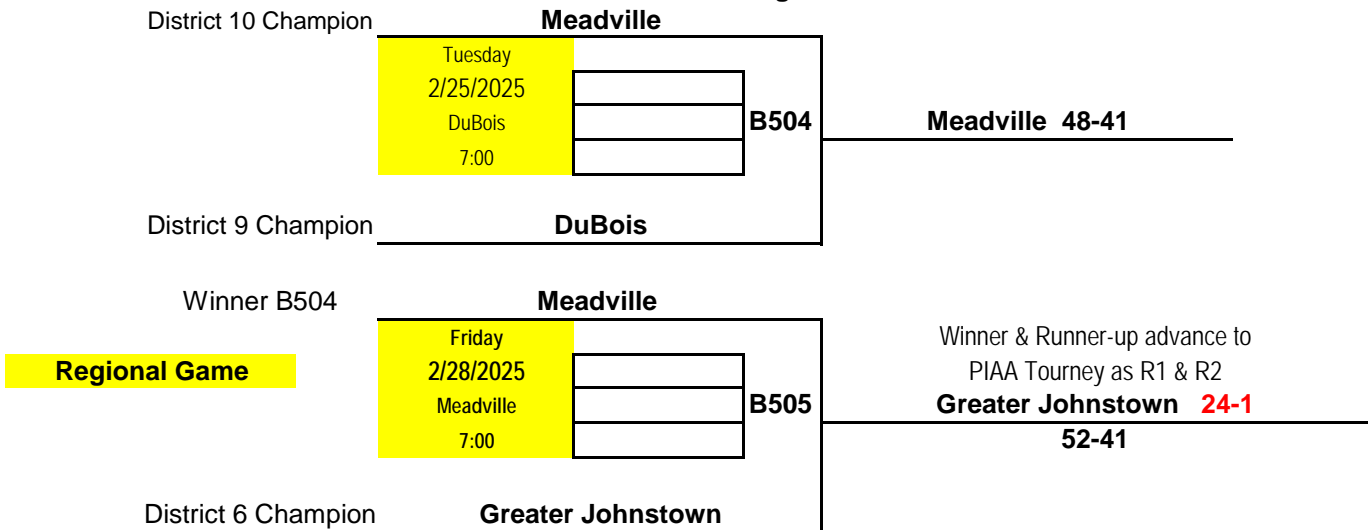 District 10 Champion Meadville
Tuesday
2/25/2025
DuBois B504 Meadville 48-41
7:00
District 9 Champion DuBois
Winner B504 Meadville
Friday Winner & Runner-up advance to
Regional Game 2/28/2025 PIAA Tourney as R1 & R2
Meadville B505 Greater Johnstown 24-1
7:00 52-41
District 6 Champion Greater Johnstown